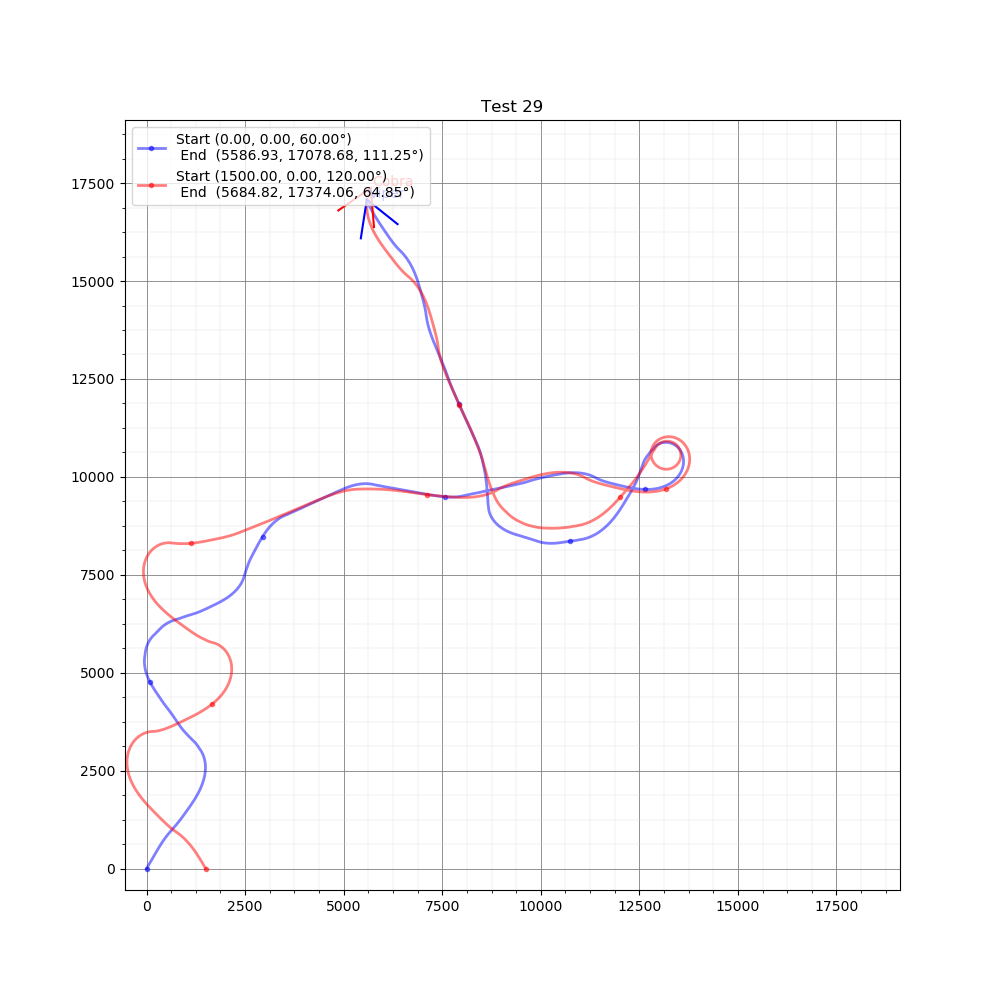 Test 29
Start (0.00, 0.00, 60.00°)
End (5586.93, 17078.68, 111.25°)
Start (1500.00, 0.00, 120.00°)
End (5684.82, 17374.06, 64.85°)
17500
15000
12500
10000
7500
5000
2500
0
0 2500 5000 7500 10000 12500 15000 17500